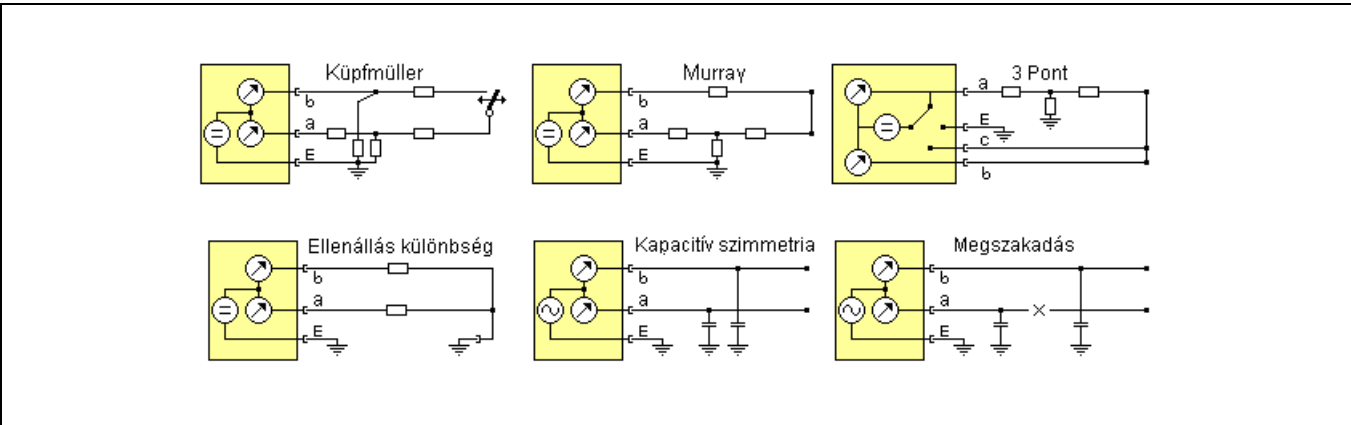 Küpfmüller
b
a
E
Murray
b
a
E
3 Pont
a
E
c
b
Ellenállás különbség
b
a
E
Kapacitív szimmetria
b
a
E
Megszakadás
b
a
E